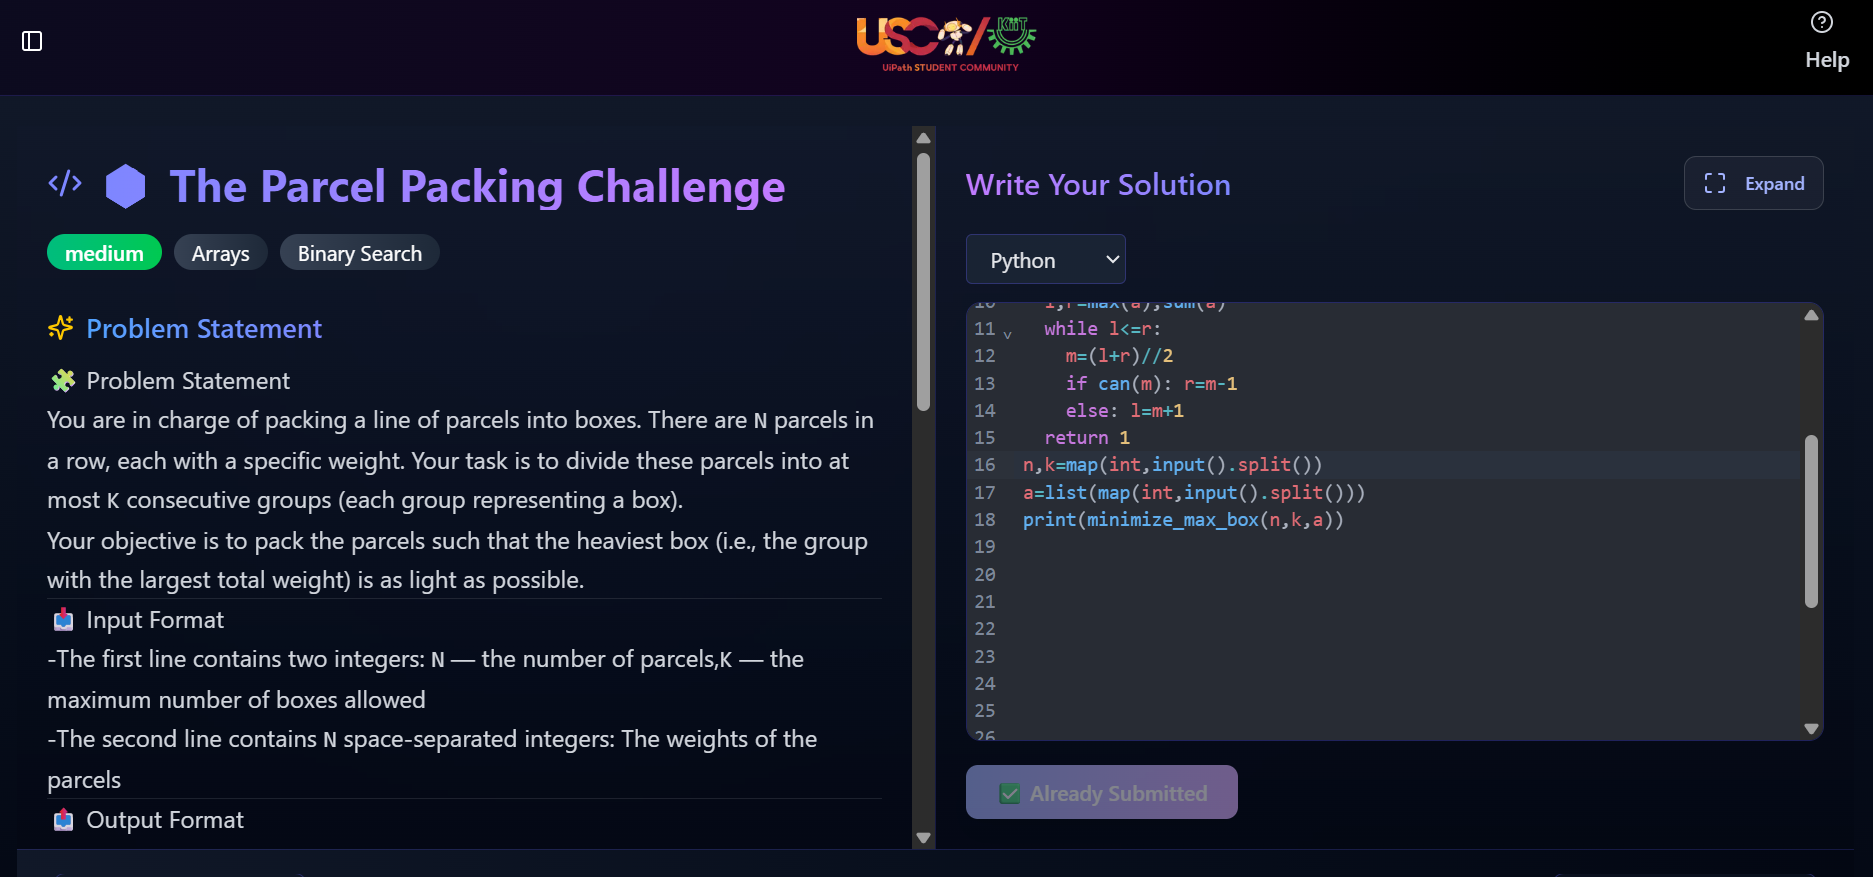 USC/KIIT
UiPath STUDENT COMMUNITY
Help
</> The Parcel Packing Challenge
medium
Arrays
Binary Search
Problem Statement
Problem Statement
You are in charge of packing a line of parcels into boxes. There are N parcels in
a row, each with a specific weight. Your task is to divide these parcels into at
most K consecutive groups (each group representing a box).
Your objective is to pack the parcels such that the heaviest box (i.e., the group
with the largest total weight) is as light as possible.
Input Format
-The first line contains two integers: N — the number of parcels,K — the
maximum number of boxes allowed
-The second line contains N space-separated integers: The weights of the
parcels
Output Format
Write Your Solution
Expand
Python
10 l,r=max(a),sum(a)
11 while l<=r:
12 m=(l+r)//2
13 if can(m): r=m-1
14 else: l=m+1
15 return 1
16 n,k=map(int,input().split())
17 a=list(map(int,input().split()))
18 print(minimize_max_box(n,k,a))
19
20
21
22
23
24
25
26
Already Submitted